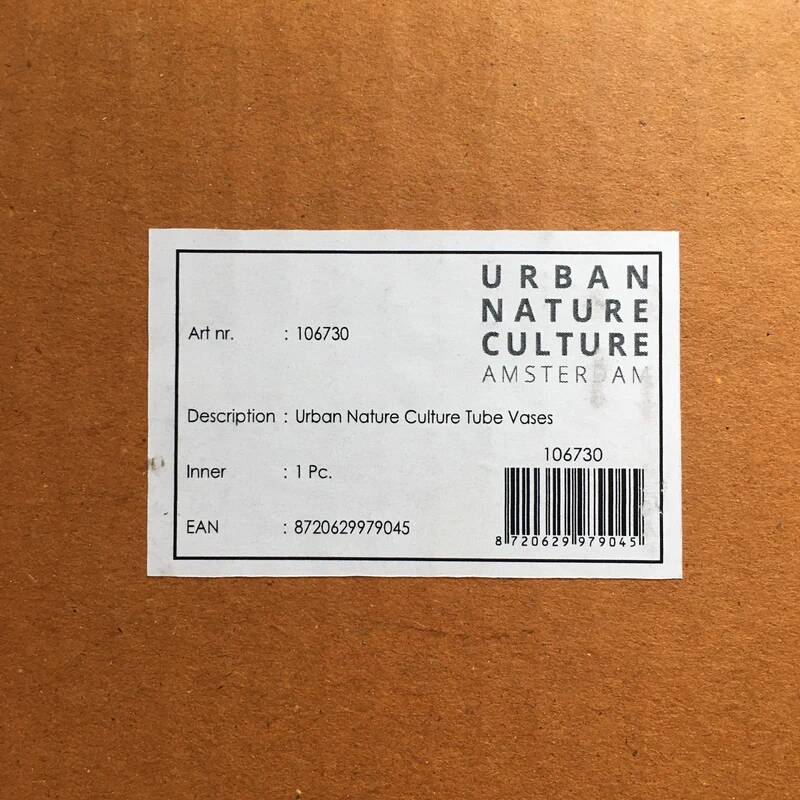 URBAN
NATURE
CULTURE
AMSTERDAM
Art nr. : 106730
Description : Urban Nature Culture Tube Vases
Inner : 1 Pc.
EAN : 8720629979045
106730
8 720629 979045